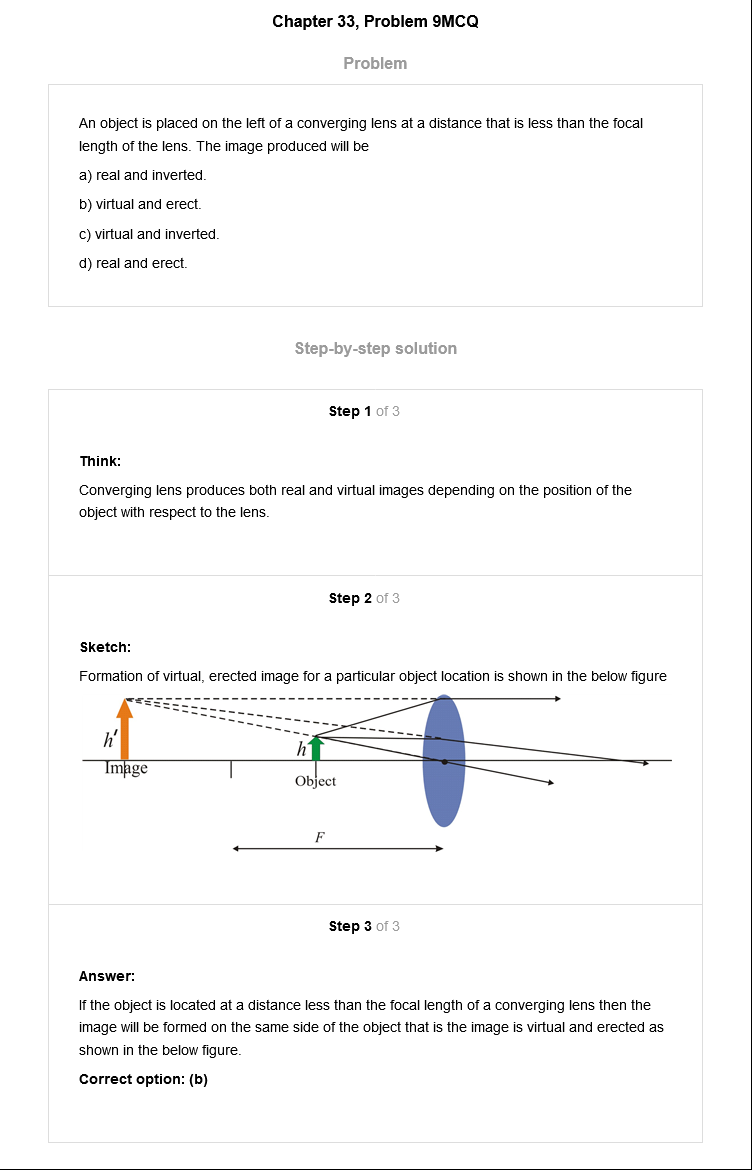 Chapter 33, Problem 9MCQ
Problem
An object is placed on the left of a converging lens at a distance that is less than the focal
length of the lens. The image produced will be
a) real and inverted.
b) virtual and erect.
c) virtual and inverted.
d) real and erect.
Step-by-step solution
Step 1 of 3
Think:
Converging lens produces both real and virtual images depending on the position of the
object with respect to the lens.
Step 2 of 3
Sketch:
Formation of virtual, erected image for a particular object location is shown in the below figure
h′
h
Image
Object
F
Step 3 of 3
Answer:
If the object is located at a distance less than the focal length of a converging lens then the
image will be formed on the same side of the object that is the image is virtual and erected as
shown in the below figure.
Correct option: (b)